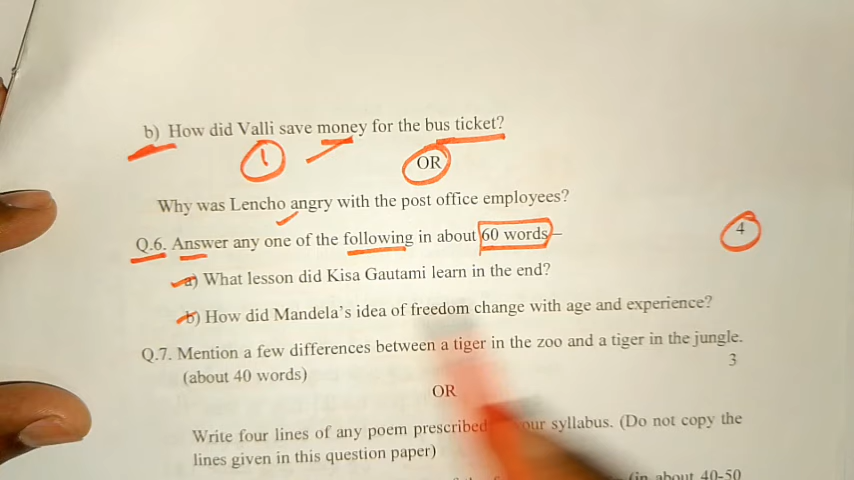 b) How did Valli save money for the bus ticket?
1
OR
Why was Lencho angry with the post office employees?
Q.6. Answer any one of the following in about 60 words–
4
a) What lesson did Kisa Gautami learn in the end?
b) How did Mandela's idea of freedom change with age and experience?
Q.7. Mention a few differences between a tiger in the zoo and a tiger in the jungle.
(about 40 words)
3
OR
Write four lines of any poem prescribed your syllabus. (Do not copy the
lines given in this question paper)
(in about 40-50